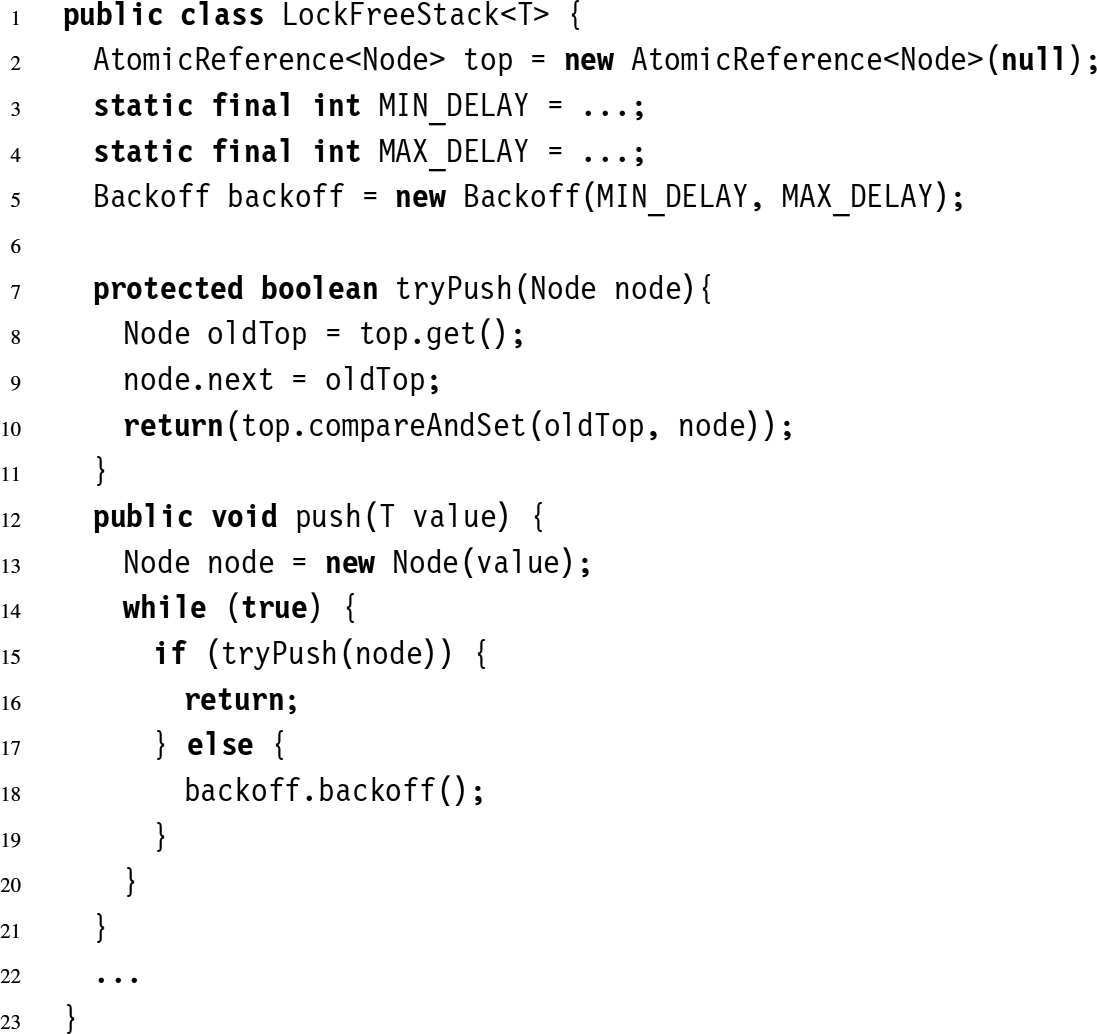 1 public class LockFreeStack<T> {
2 AtomicReference<Node> top = new AtomicReference<Node>(null);
3 static final int MIN_DELAY = ...;
4 static final int MAX_DELAY = ...;
5 Backoff backoff = new Backoff(MIN_DELAY, MAX_DELAY);
6
7 protected boolean tryPush(Node node){
8 Node oldTop = top.get();
9 node.next = oldTop;
10 return(top.compareAndSet(oldTop, node));
11 }
12 public void push(T value) {
13 Node node = new Node(value);
14 while (true) {
15 if (tryPush(node)) {
16 return;
17 } else {
18 backoff.backoff();
19 }
20 }
21 }
22 ...
23 }